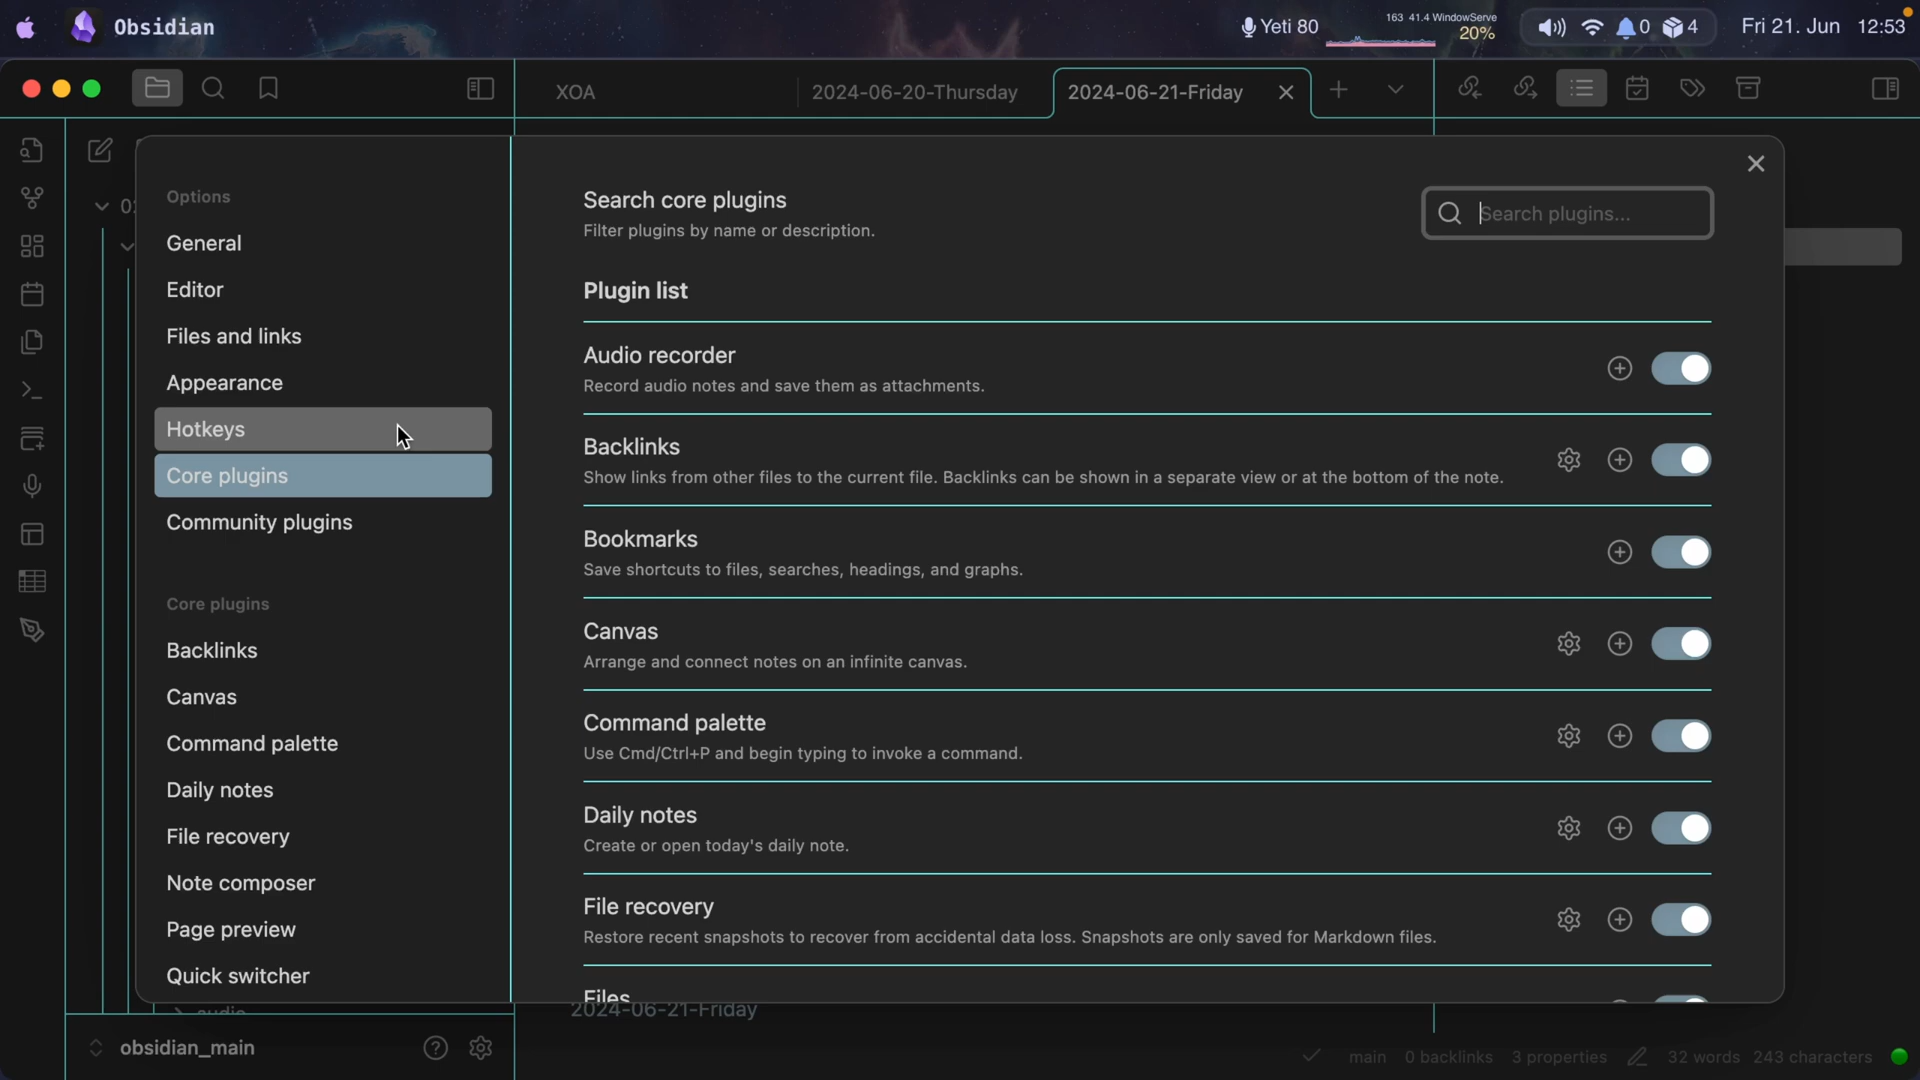 Obsidian
Yeti 80
163 41.4 WindowServe
20%
0
4
Fri 21. Jun 12:53
XOA
2024-06-20-Thursday
2024-06-21-Friday
Options
General
Editor
Files and links
Appearance
Hotkeys
Core plugins
Community plugins
Core plugins
Backlinks
Canvas
Command palette
Daily notes
File recovery
Note composer
Page preview
Quick switcher
Search core plugins
Filter plugins by name or description.
Search plugins...
Plugin list
Audio recorder
Record audio notes and save them as attachments.
Backlinks
Show links from other files to the current file. Backlinks can be shown in a separate view or at the bottom of the note.
Bookmarks
Save shortcuts to files, searches, headings, and graphs.
Canvas
Arrange and connect notes on an infinite canvas.
Command palette
Use Cmd/Ctrl+P and begin typing to invoke a command.
Daily notes
Create or open today's daily note.
File recovery
Restore recent snapshots to recover from accidental data loss. Snapshots are only saved for Markdown files.
Files
2024-06-21-Friday
obsidian_main
main 0 backlinks 3 properties 32 words 243 characters